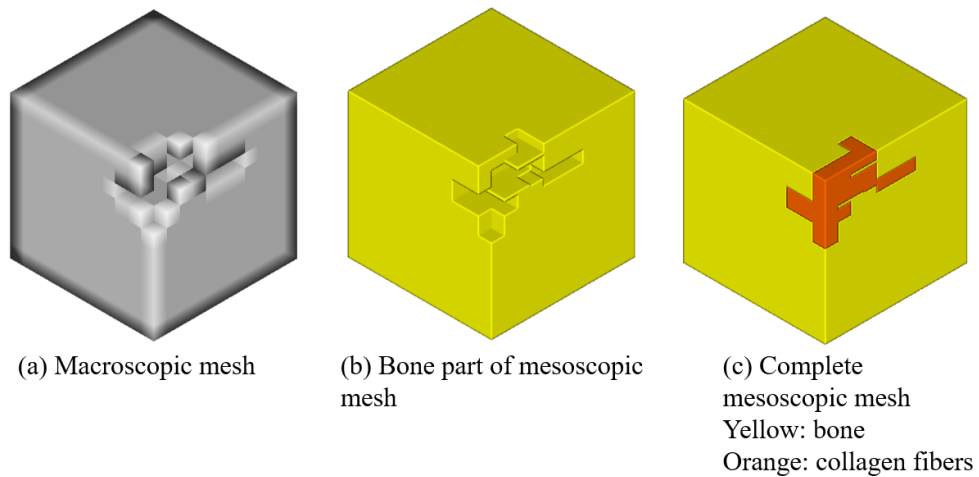 (a) Macroscopic mesh
(b) Bone part of mesoscopic
mesh
(c) Complete
mesoscopic mesh
Yellow: bone
Orange: collagen fibers